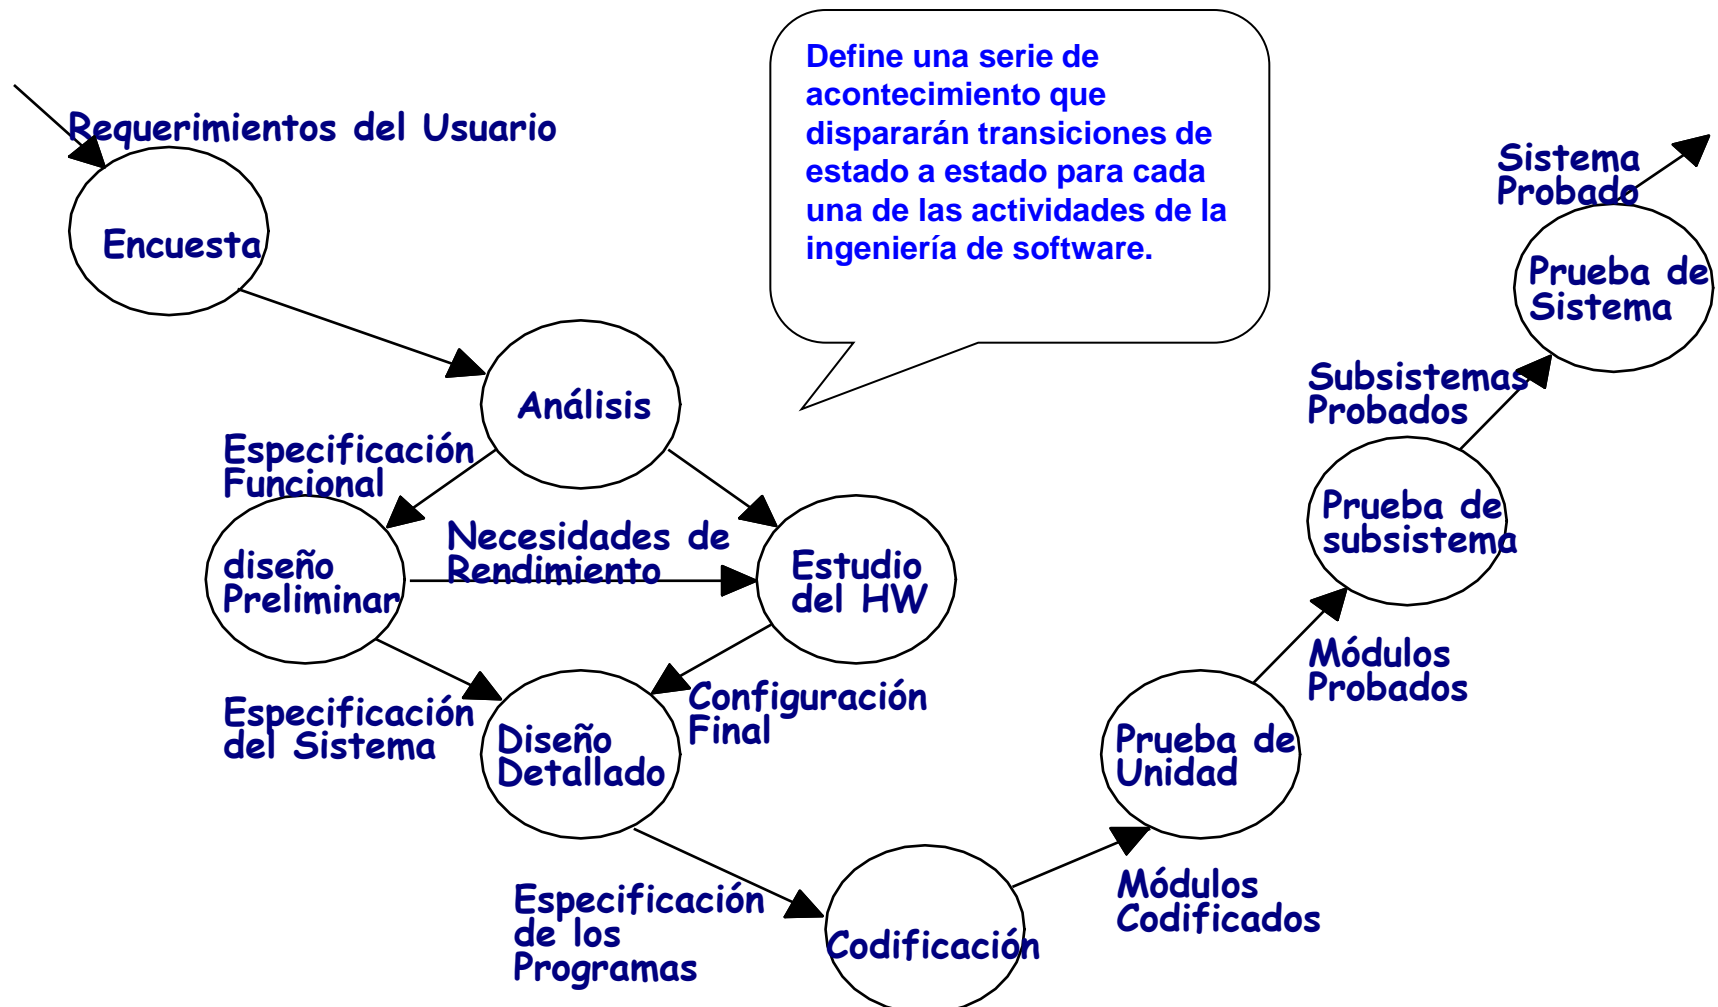 Define una serie de
acontecimiento que
dispararán transiciones de
estado a estado para cada
una de las actividades de la
ingeniería de software.
Requerimientos del Usuario
Encuesta
Análisis
Especificación
Funcional
diseño
Preliminar
Necesidades de
Rendimiento
Estudio
del HW
Especificación
del Sistema
Configuración
Final
Diseño
Detallado
Especificación
de los
Programas
Codificación
Módulos
Codificados
Prueba de
Unidad
Módulos
Probados
Prueba de
subsistema
Subsistemas
Probados
Prueba de
Sistema
Sistema
Probado